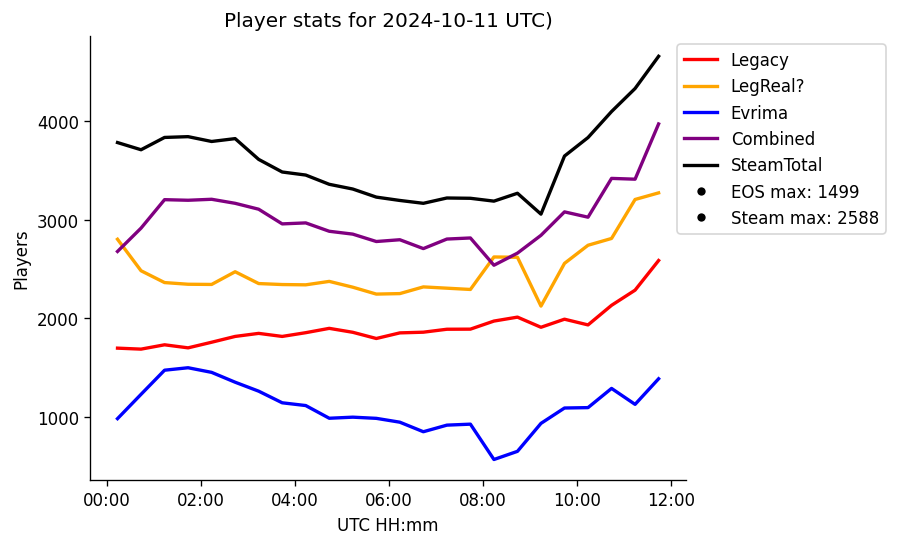 Player stats for 2024-10-11 UTC)
Legacy
LegReal?
Evrima
Combined
SteamTotal
EOS max: 1499
Steam max: 2588
Players
4000
3000
2000
1000
00:00 02:00 04:00 06:00 08:00 10:00 12:00
UTC HH:mm